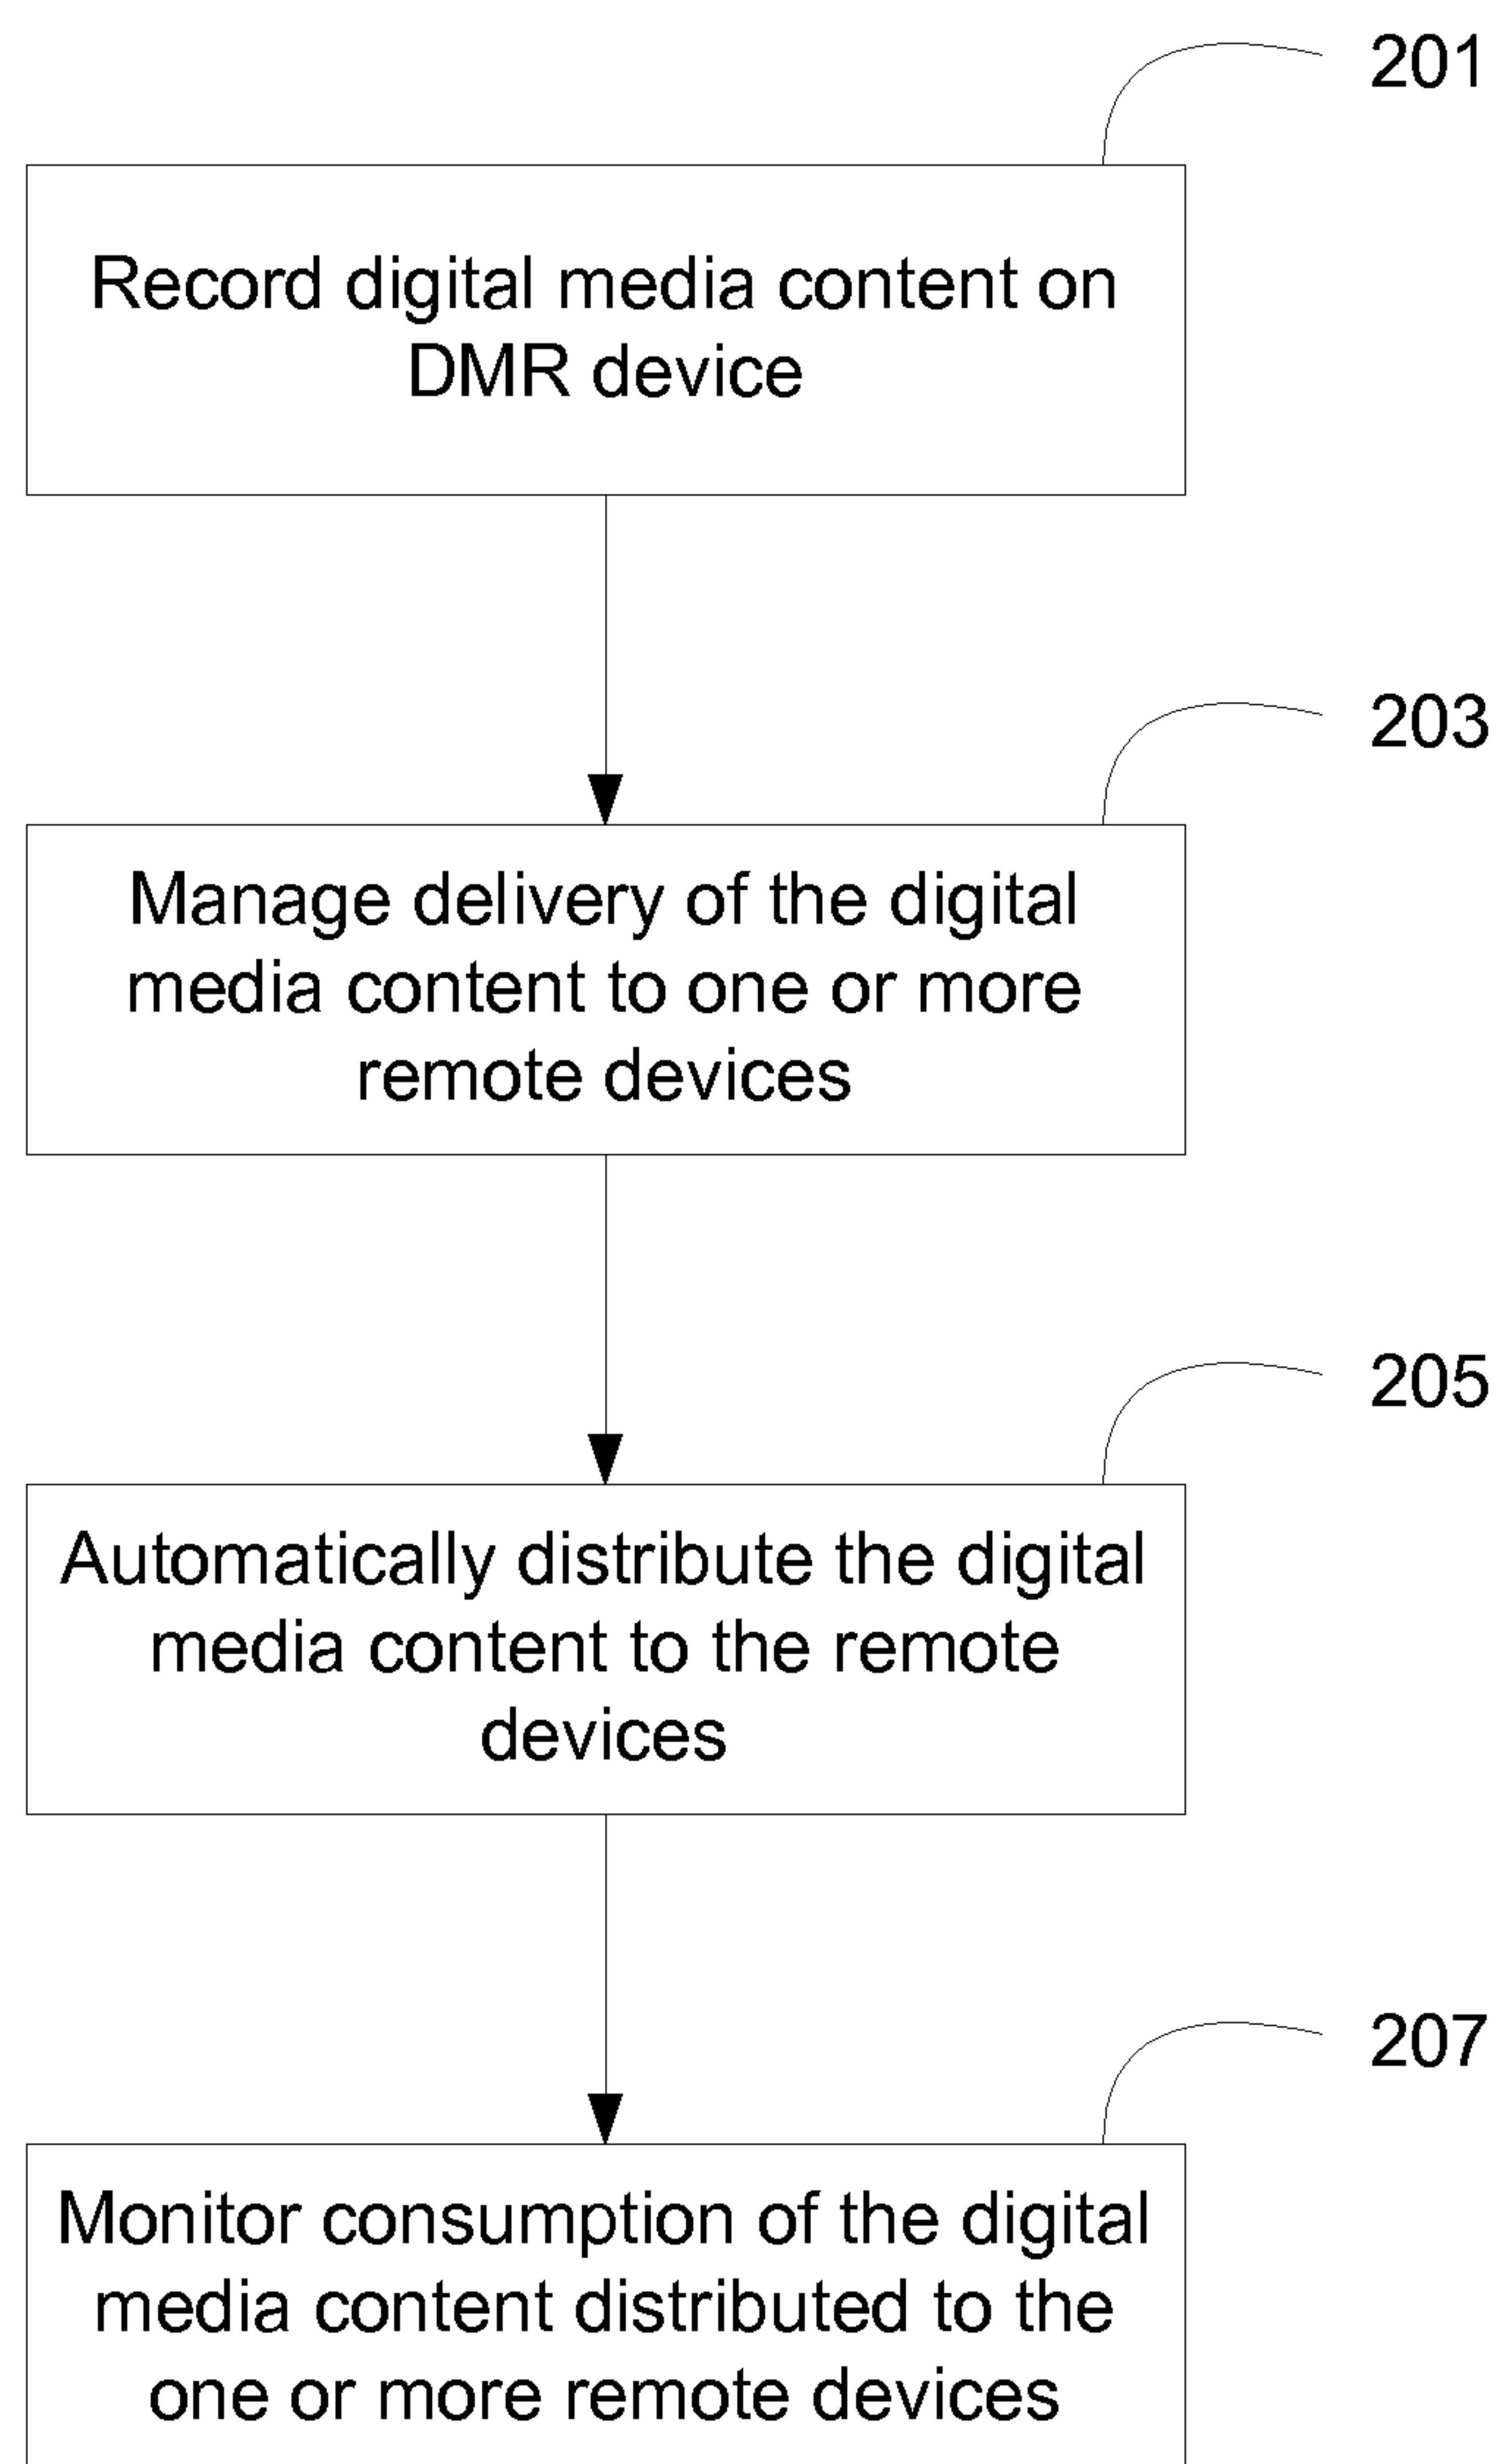 201
Record digital media content on
DMR device
203
Manage delivery of the digital
media content to one or more
remote devices
205
Automatically distribute the digital
media content to the remote
devices
207
Monitor consumption of the digital
media content distributed to the
one or more remote devices